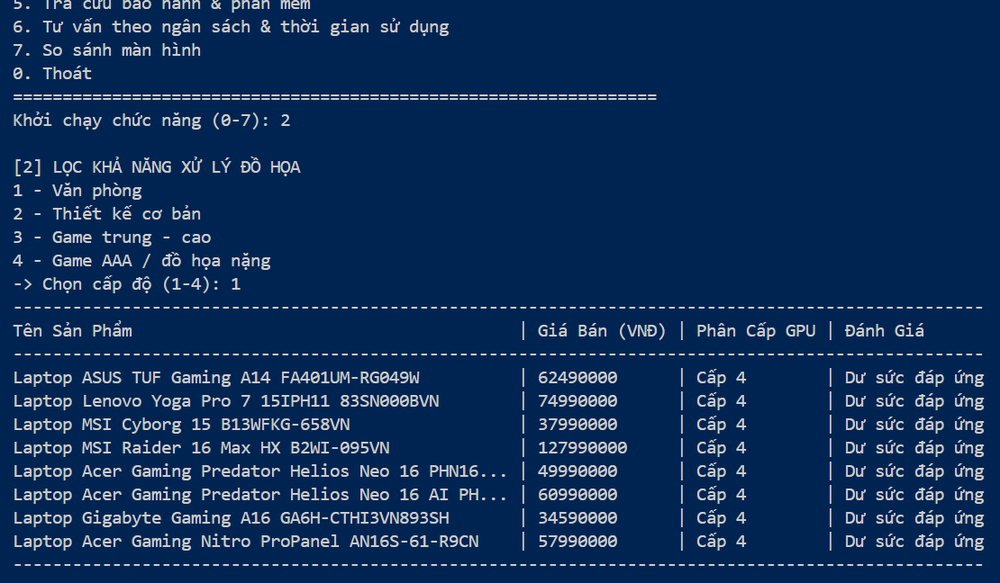 5. Tra cứu bảo hành & phần mềm
6. Tư vấn theo ngân sách & thời gian sử dụng
7. So sánh màn hình
0. Thoát
=================================================================
Khởi chạy chức năng (0-7): 2
[2] LỌC KHẢ NĂNG XỬ LÝ ĐỒ HỌA
1 - Văn phòng
2 - Thiết kế cơ bản
3 - Game trung - cao
4 - Game AAA / đồ họa nặng
-> Chọn cấp độ (1-4): 1
--------------------------------------------------------------------------------------------------
Tên Sản Phẩm | Giá Bán (VNĐ) | Phân Cấp GPU | Đánh Giá
--------------------------------------------------------------------------------------------------
Laptop ASUS TUF Gaming A14 FA401UM-RG049W | 62490000 | Cấp 4 | Dư sức đáp ứng
Laptop Lenovo Yoga Pro 7 15IPH11 83SN000BVN | 74990000 | Cấp 4 | Dư sức đáp ứng
Laptop MSI Cyborg 15 B13WFKG-658VN | 37990000 | Cấp 4 | Dư sức đáp ứng
Laptop MSI Raider 16 Max HX B2WI-095VN | 127990000 | Cấp 4 | Dư sức đáp ứng
Laptop Acer Gaming Predator Helios Neo 16 PHN16... | 49990000 | Cấp 4 | Dư sức đáp ứng
Laptop Acer Gaming Predator Helios Neo 16 AI PH... | 60990000 | Cấp 4 | Dư sức đáp ứng
Laptop Gigabyte Gaming A16 GA6H-CTHI3VN893SH | 34590000 | Cấp 4 | Dư sức đáp ứng
Laptop Acer Gaming Nitro ProPanel AN16S-61-R9CN | 57990000 | Cấp 4 | Dư sức đáp ứng
--------------------------------------------------------------------------------------------------